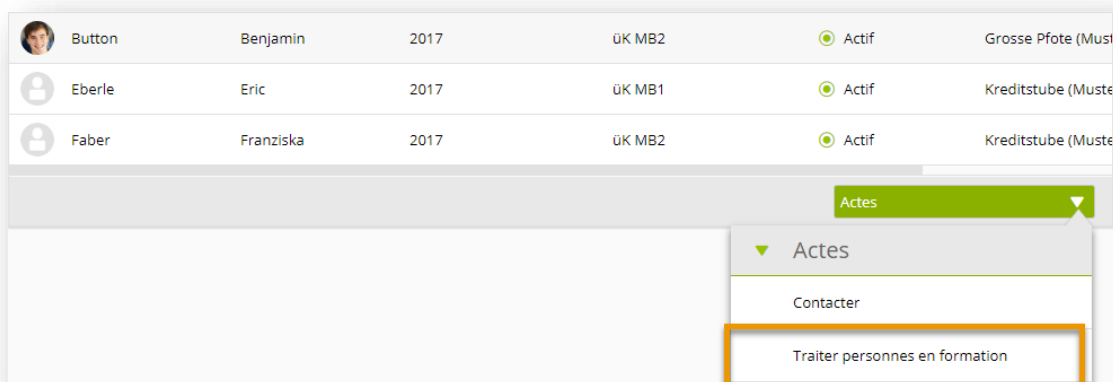 Button Benjamin 2017 üK MB2 Actif Grosse Pfote (Must
Eberle Eric 2017 üK MB1 Actif Kreditstube (Muste
Faber Franziska 2017 üK MB2 Actif Kreditstube (Muste
Actes
Actes
Contacter
Traiter personnes en formation